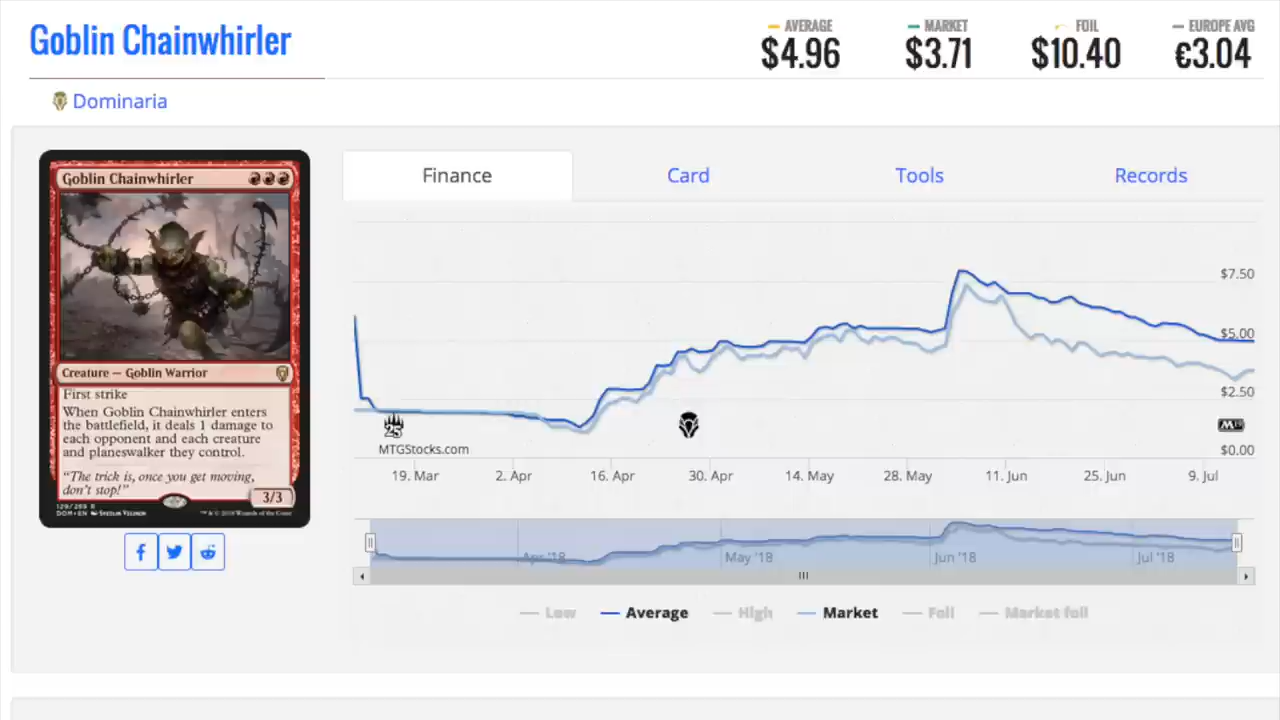 Goblin Chainwhirler
AVERAGE
$4.96
MARKET
$3.71
FOIL
$10.40
EUROPE AVG
€3.04
Dominaria
Goblin Chainwhirler
Creature — Goblin Warrior
First strike
When Goblin Chainwhirler enters
the battlefield, it deals 1 damage to
each opponent and each creature
and planeswalker they control.
“The trick is, once you get moving,
don’t stop!”
3/3
129/269 R
Finance
Card
Tools
Records
$7.50
$5.00
$2.50
$0.00
25
M19
MTGStocks.com
19. Mar
2. Apr
16. Apr
30. Apr
14. May
28. May
11. Jun
25. Jun
9. Jul
Apr '18
May '18
Jun '18
Jul '18
Low
Average
High
Market
Foil
Market foil